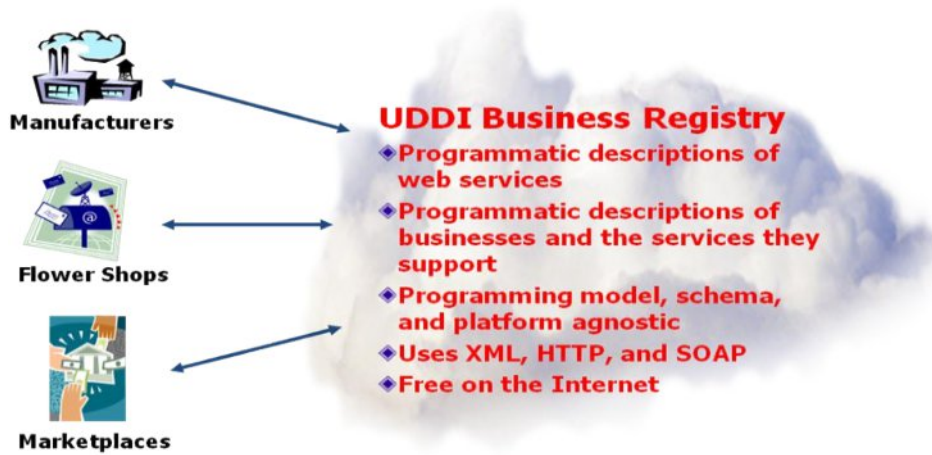 Manufacturers
Flower Shops
Marketplaces
UDDI Business Registry
Programmatic descriptions of
web services
Programmatic descriptions of
businesses and the services they
support
Programming model, schema,
and platform agnostic
Uses XML, HTTP, and SOAP
Free on the Internet
@